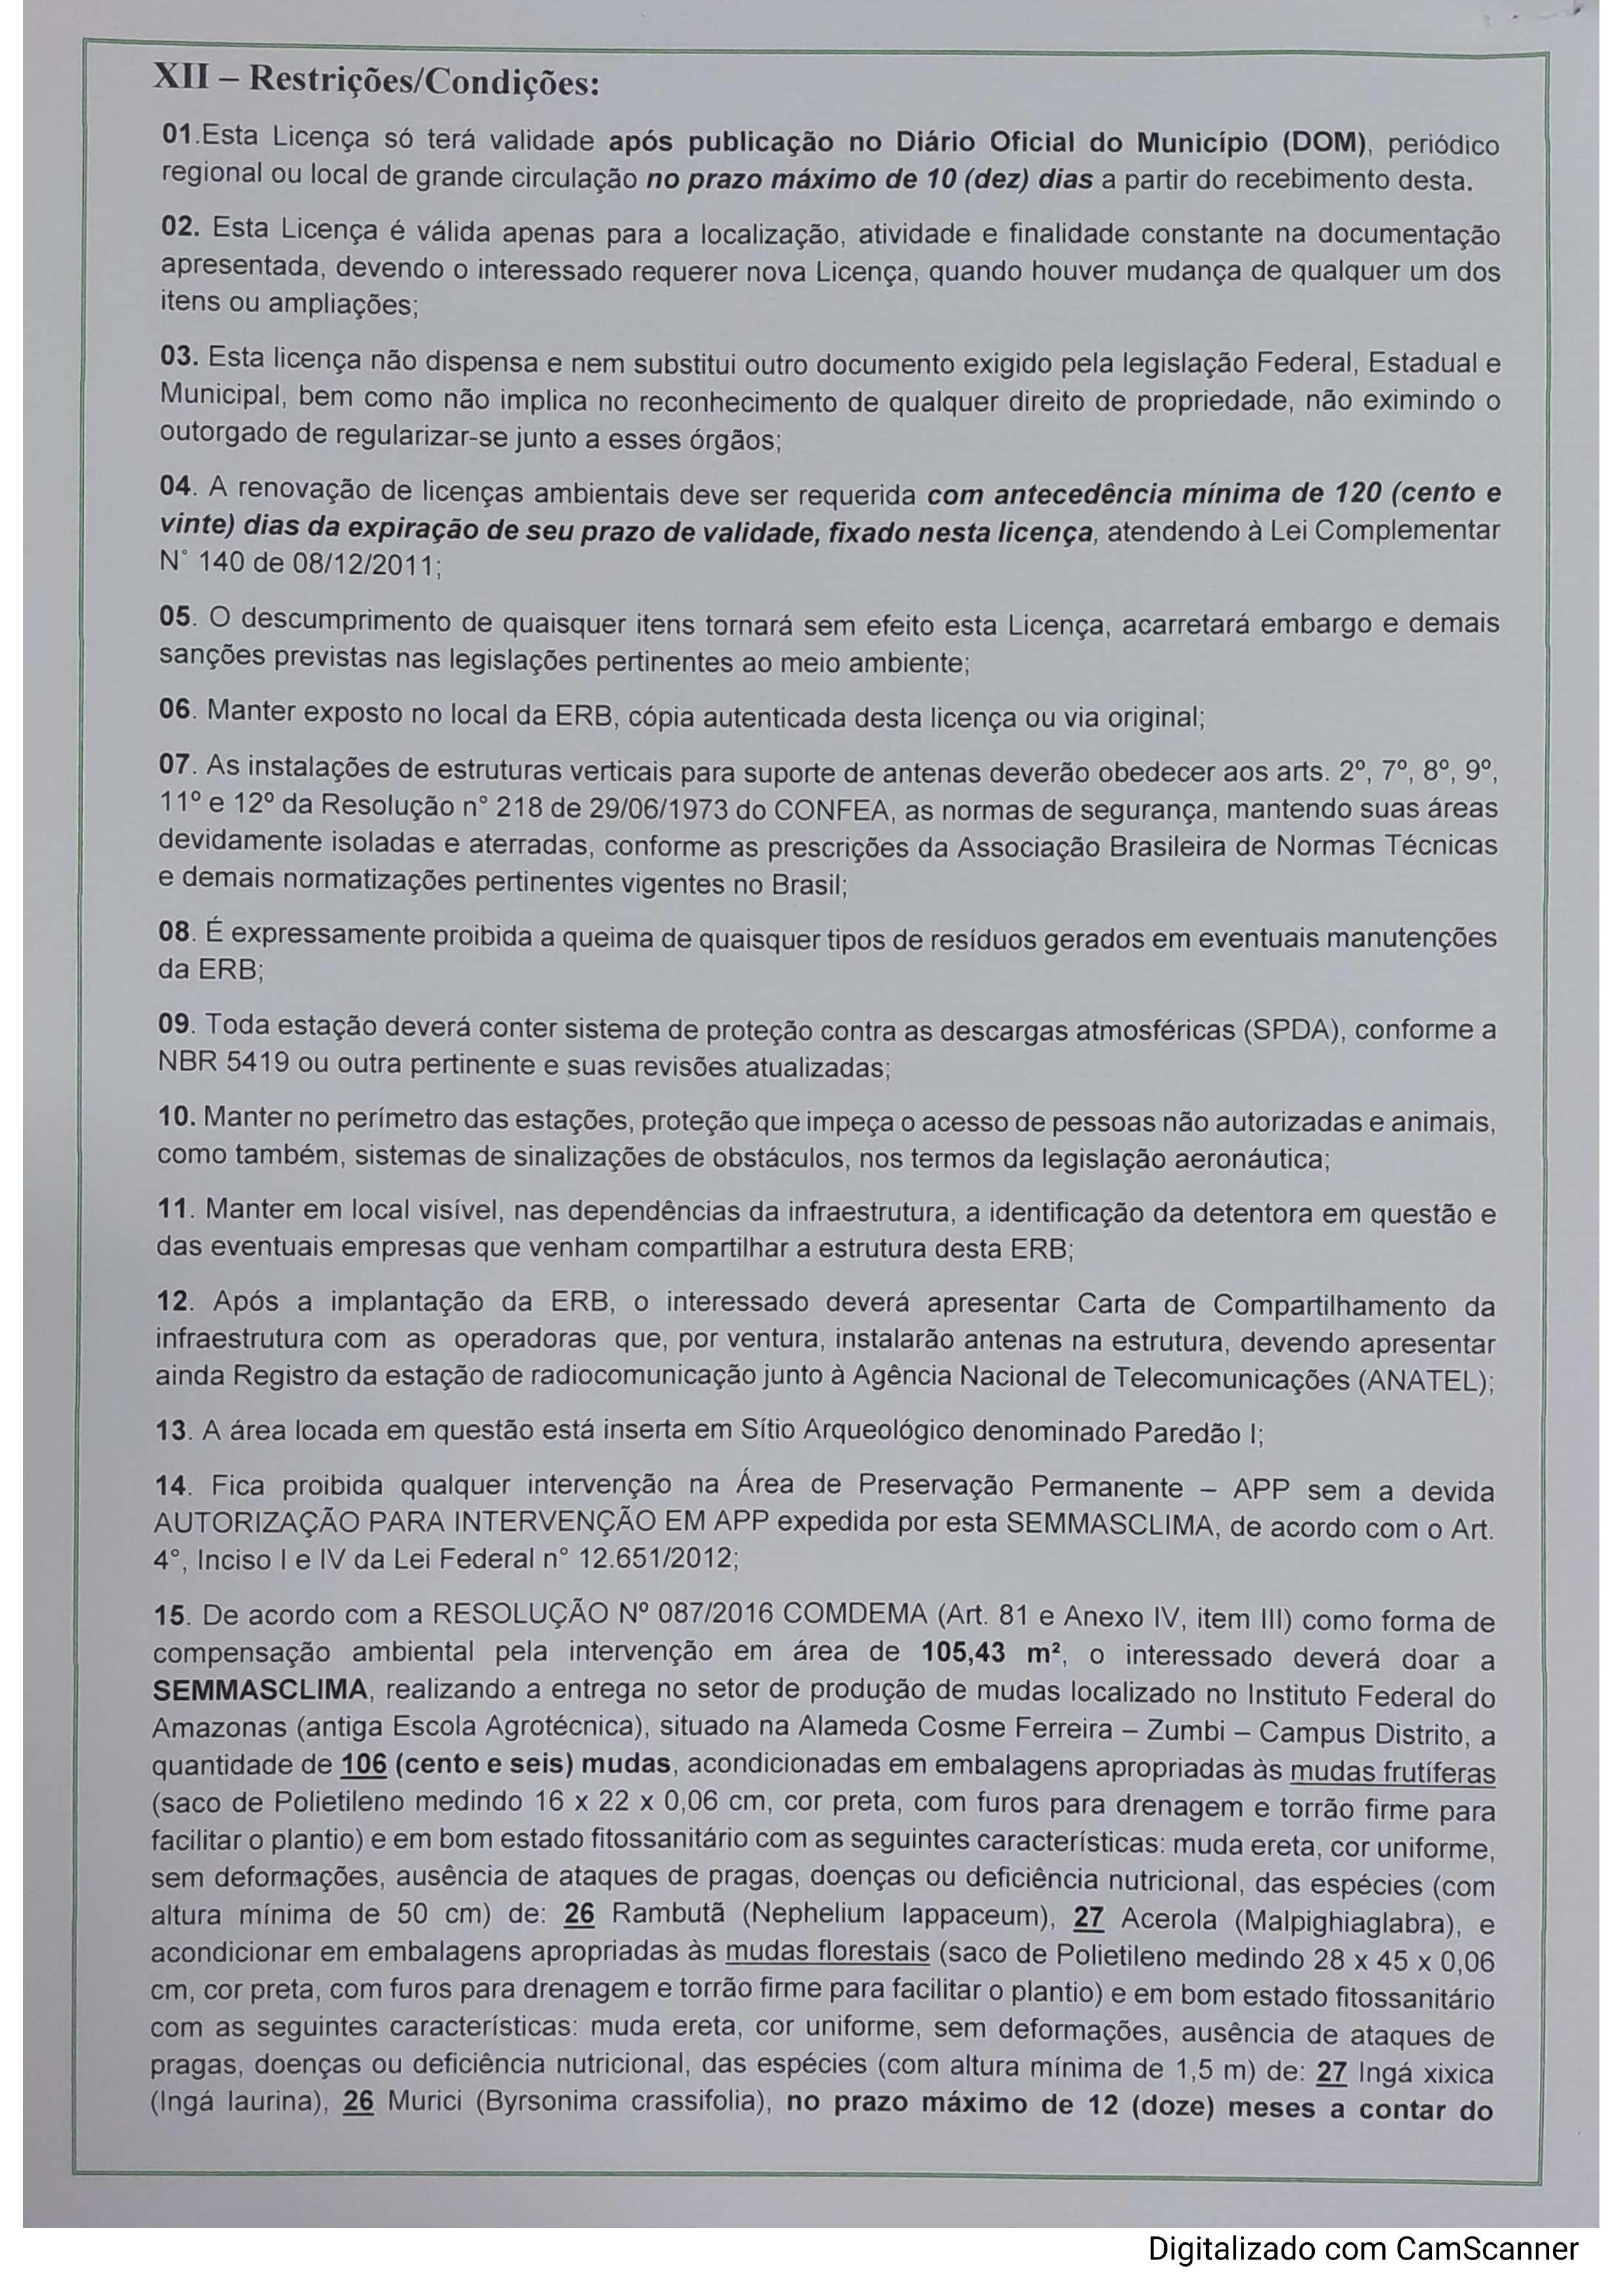 XII – Restrições/Condições:
01.Esta Licença só terá validade após publicação no Diário Oficial do Município (DOM), periódico
regional ou local de grande circulação no prazo máximo de 10 (dez) dias a partir do recebimento desta.
02. Esta Licença é válida apenas para a localização, atividade e finalidade constante na documentação
apresentada, devendo o interessado requerer nova Licença, quando houver mudança de qualquer um dos
itens ou ampliações;
03. Esta licença não dispensa e nem substitui outro documento exigido pela legislação Federal, Estadual e
Municipal, bem como não implica no reconhecimento de qualquer direito de propriedade, não eximindo o
outorgado de regularizar-se junto a esses órgãos;
04. A renovação de licenças ambientais deve ser requerida com antecedência mínima de 120 (cento e
vinte) dias da expiração de seu prazo de validade, fixado nesta licença, atendendo à Lei Complementar
N° 140 de 08/12/2011;
05. O descumprimento de quaisquer itens tornará sem efeito esta Licença, acarretará embargo e demais
sanções previstas nas legislações pertinentes ao meio ambiente;
06. Manter exposto no local da ERB, cópia autenticada desta licença ou via original;
07. As instalações de estruturas verticais para suporte de antenas deverão obedecer aos arts. 2º, 7º, 8º, 9º,
11º e 12º da Resolução n° 218 de 29/06/1973 do CONFEA, as normas de segurança, mantendo suas áreas
devidamente isoladas e aterradas, conforme as prescrições da Associação Brasileira de Normas Técnicas
e demais normatizações pertinentes vigentes no Brasil;
08. É expressamente proibida a queima de quaisquer tipos de resíduos gerados em eventuais manutenções
da ERB;
09. Toda estação deverá conter sistema de proteção contra as descargas atmosféricas (SPDA), conforme a
NBR 5419 ou outra pertinente e suas revisões atualizadas;
10. Manter no perímetro das estações, proteção que impeça o acesso de pessoas não autorizadas e animais,
como também, sistemas de sinalizações de obstáculos, nos termos da legislação aeronáutica;
11. Manter em local visível, nas dependências da infraestrutura, a identificação da detentora em questão e
das eventuais empresas que venham compartilhar a estrutura desta ERB;
12. Após a implantação da ERB, o interessado deverá apresentar Carta de Compartilhamento da
infraestrutura com as operadoras que, por ventura, instalarão antenas na estrutura, devendo apresentar
ainda Registro da estação de radiocomunicação junto à Agência Nacional de Telecomunicações (ANATEL);
13. A área locada em questão está inserta em Sítio Arqueológico denominado Paredão I;
14. Fica proibida qualquer intervenção na Área de Preservação Permanente – APP sem a devida
AUTORIZAÇÃO PARA INTERVENÇÃO EM APP expedida por esta SEMMASCLIMA, de acordo com o Art.
4°, Inciso I e IV da Lei Federal n° 12.651/2012;
15. De acordo com a RESOLUÇÃO Nº 087/2016 COMDEMA (Art. 81 e Anexo IV, item III) como forma de
compensação ambiental pela intervenção em área de 105,43 m², o interessado deverá doar a
SEMMASCLIMA, realizando a entrega no setor de produção de mudas localizado no Instituto Federal do
Amazonas (antiga Escola Agrotécnica), situado na Alameda Cosme Ferreira – Zumbi – Campus Distrito, a
quantidade de 106 (cento e seis) mudas, acondicionadas em embalagens apropriadas às mudas frutíferas
(saco de Polietileno medindo 16 x 22 x 0,06 cm, cor preta, com furos para drenagem e torrão firme para
facilitar o plantio) e em bom estado fitossanitário com as seguintes características: muda ereta, cor uniforme,
sem deformações, ausência de ataques de pragas, doenças ou deficiência nutricional, das espécies (com
altura mínima de 50 cm) de: 26 Rambutã (Nephelium lappaceum), 27 Acerola (Malpighiaglabra), e
acondicionar em embalagens apropriadas às mudas florestais (saco de Polietileno medindo 28 x 45 x 0,06
cm, cor preta, com furos para drenagem e torrão firme para facilitar o plantio) e em bom estado fitossanitário
com as seguintes características: muda ereta, cor uniforme, sem deformações, ausência de ataques de
pragas, doenças ou deficiência nutricional, das espécies (com altura mínima de 1,5 m) de: 27 Ingá xixica
(Ingá laurina), 26 Murici (Byrsonima crassifolia), no prazo máximo de 12 (doze) meses a contar do
Digitalizado com CamScanner